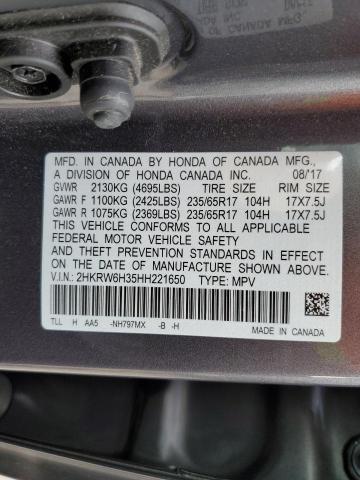 MFD. IN CANADA BY HONDA OF CANADA MFG.,
A DIVISION OF HONDA CANADA INC. 08/17
GVWR 2130KG (4695LBS) TIRE SIZE RIM SIZE
GAWR F 1100KG (2425LBS) 235/65R17 104H 17X7.5J
GAWR R 1075KG (2369LBS) 235/65R17 104H 17X7.5J
THIS VEHICLE CONFORMS TO ALL APPLICABLE
FEDERAL MOTOR VEHICLE SAFETY
AND THEFT PREVENTION STANDARDS IN EFFECT ON
THE DATE OF MANUFACTURE SHOWN ABOVE.
V.I.N.: 2HKRW6H35HH221650 TYPE: MPV
TLL H AA5 -NH797MX -B -H
MADE IN CANADA